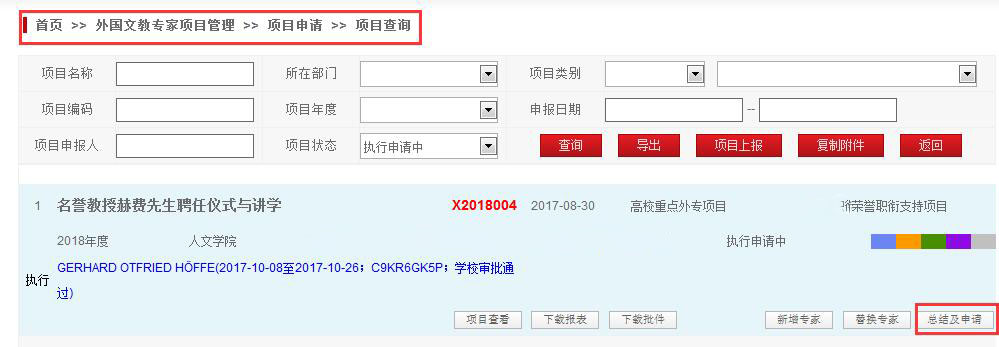 首页 >> 外国文教专家项目管理 >> 项目申请 >> 项目查询
项目名称 所在部门 项目类别
项目编码 项目年度 申报日期 --
项目申报人 项目状态 执行申请中 查询 导出 项目上报 复制附件 返回
1 名誉教授赫费先生聘任仪式与讲学 X2018004 2017-08-30 高校重点外专项目 荣誉职衔支持项目
2018年度 人文学院 执行申请中
执行 GERHARD OTFRIED HÖFFE(2017-10-08至2017-10-26；C9KR6GK5P；学校审批通
过)
项目查看 下载报表 下载批件 新增专家 替换专家 总结及申请